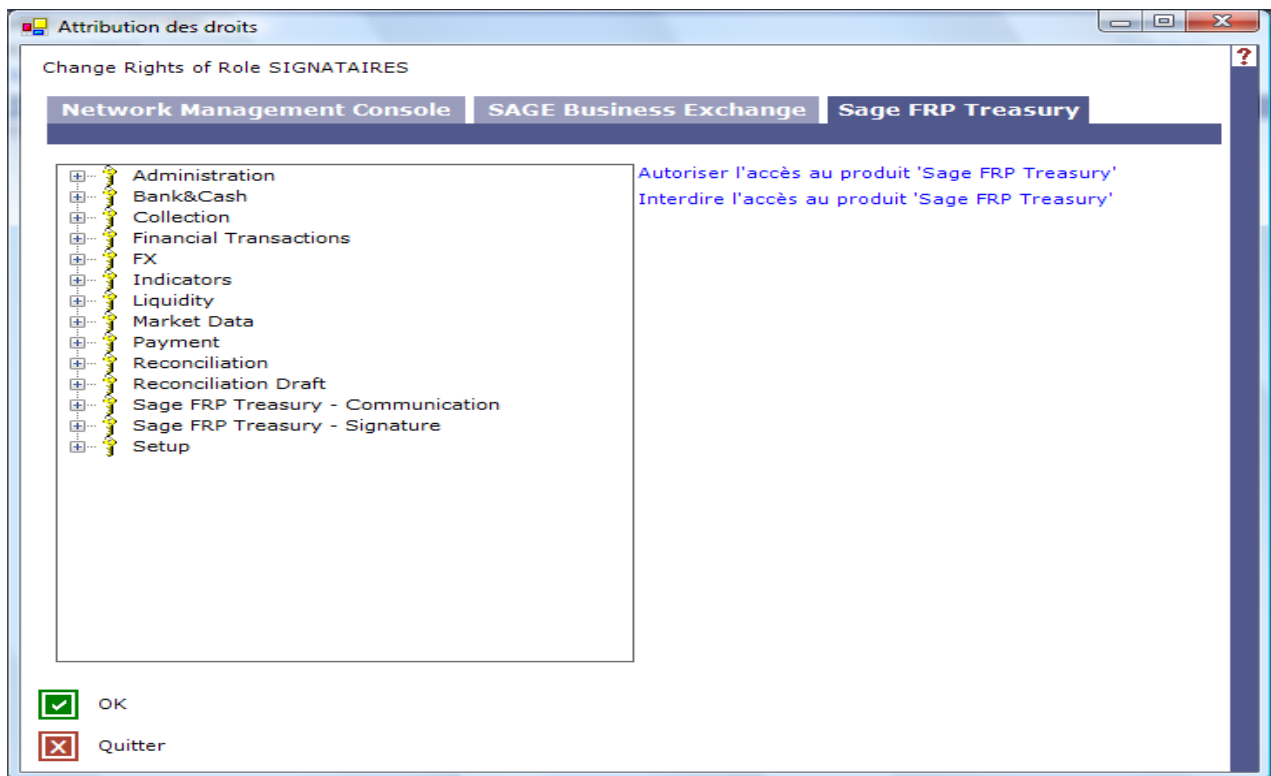 Attribution des droits
?
Change Rights of Role SIGNATAIRES
Network Management Console SAGE Business Exchange Sage FRP Treasury
Administration
Bank&Cash
Collection
Financial Transactions
FX
Indicators
Liquidity
Market Data
Payment
Reconciliation
Reconciliation Draft
Sage FRP Treasury - Communication
Sage FRP Treasury - Signature
Setup
Autoriser l'accès au produit 'Sage FRP Treasury'
Interdire l'accès au produit 'Sage FRP Treasury'
OK
Quitter